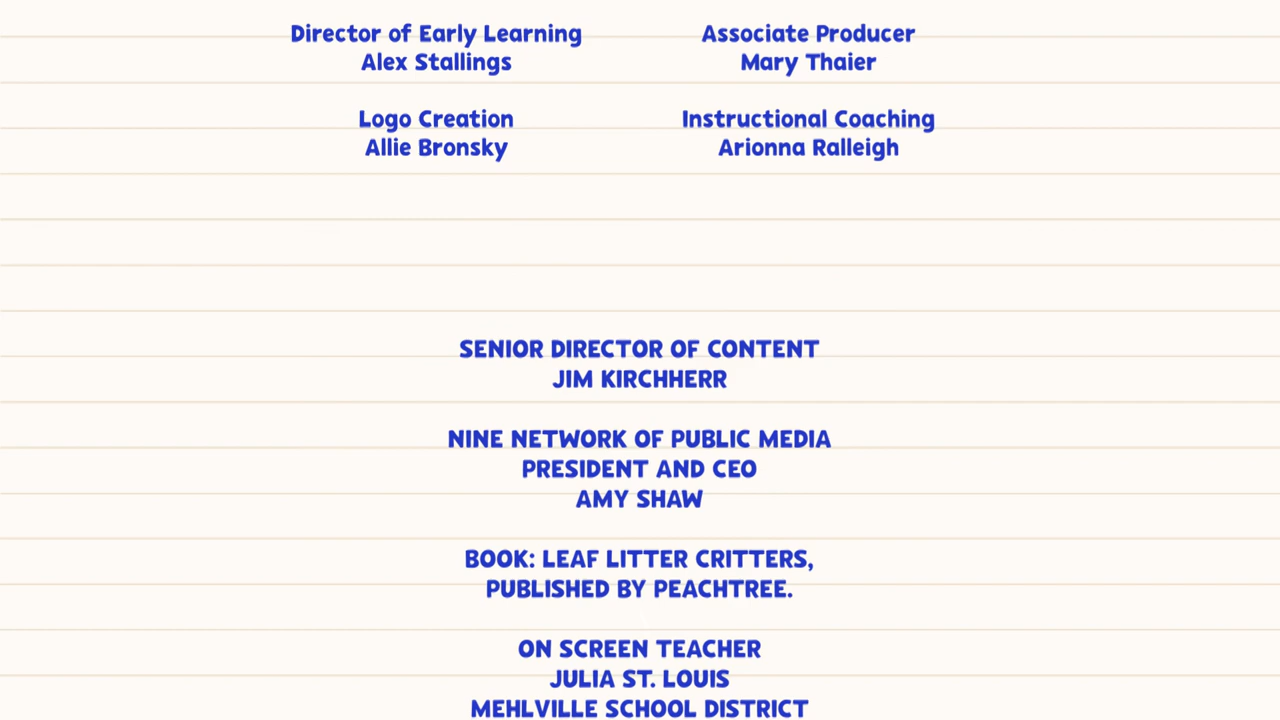 Director of Early Learning
Alex Stallings
Associate Producer
Mary Thaier
Logo Creation
Allie Bronsky
Instructional Coaching
Arionna Ralleigh
SENIOR DIRECTOR OF CONTENT
JIM KIRCHHERR
NINE NETWORK OF PUBLIC MEDIA
PRESIDENT AND CEO
AMY SHAW
BOOK: LEAF LITTER CRITTERS,
PUBLISHED BY PEACHTREE.
ON SCREEN TEACHER
JULIA ST. LOUIS
MEHLVILLE SCHOOL DISTRICT